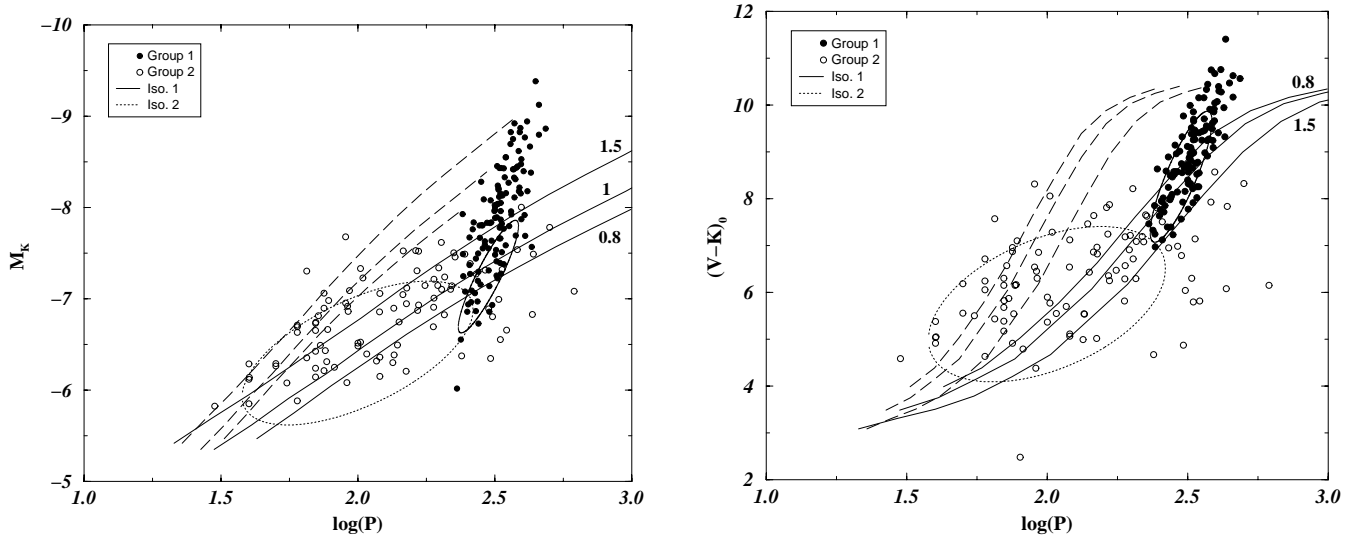 −10
−9
−8
−7
−6
−5
M_K
1.0 1.5 2.0 2.5 3.0
log(P)
Group 1
Group 2
Iso. 1
Iso. 2
1.5
1
0.8
12
10
8
6
4
2
(V−K)_0
1.0 1.5 2.0 2.5 3.0
log(P)
Group 1
Group 2
Iso. 1
Iso. 2
0.8
1.5